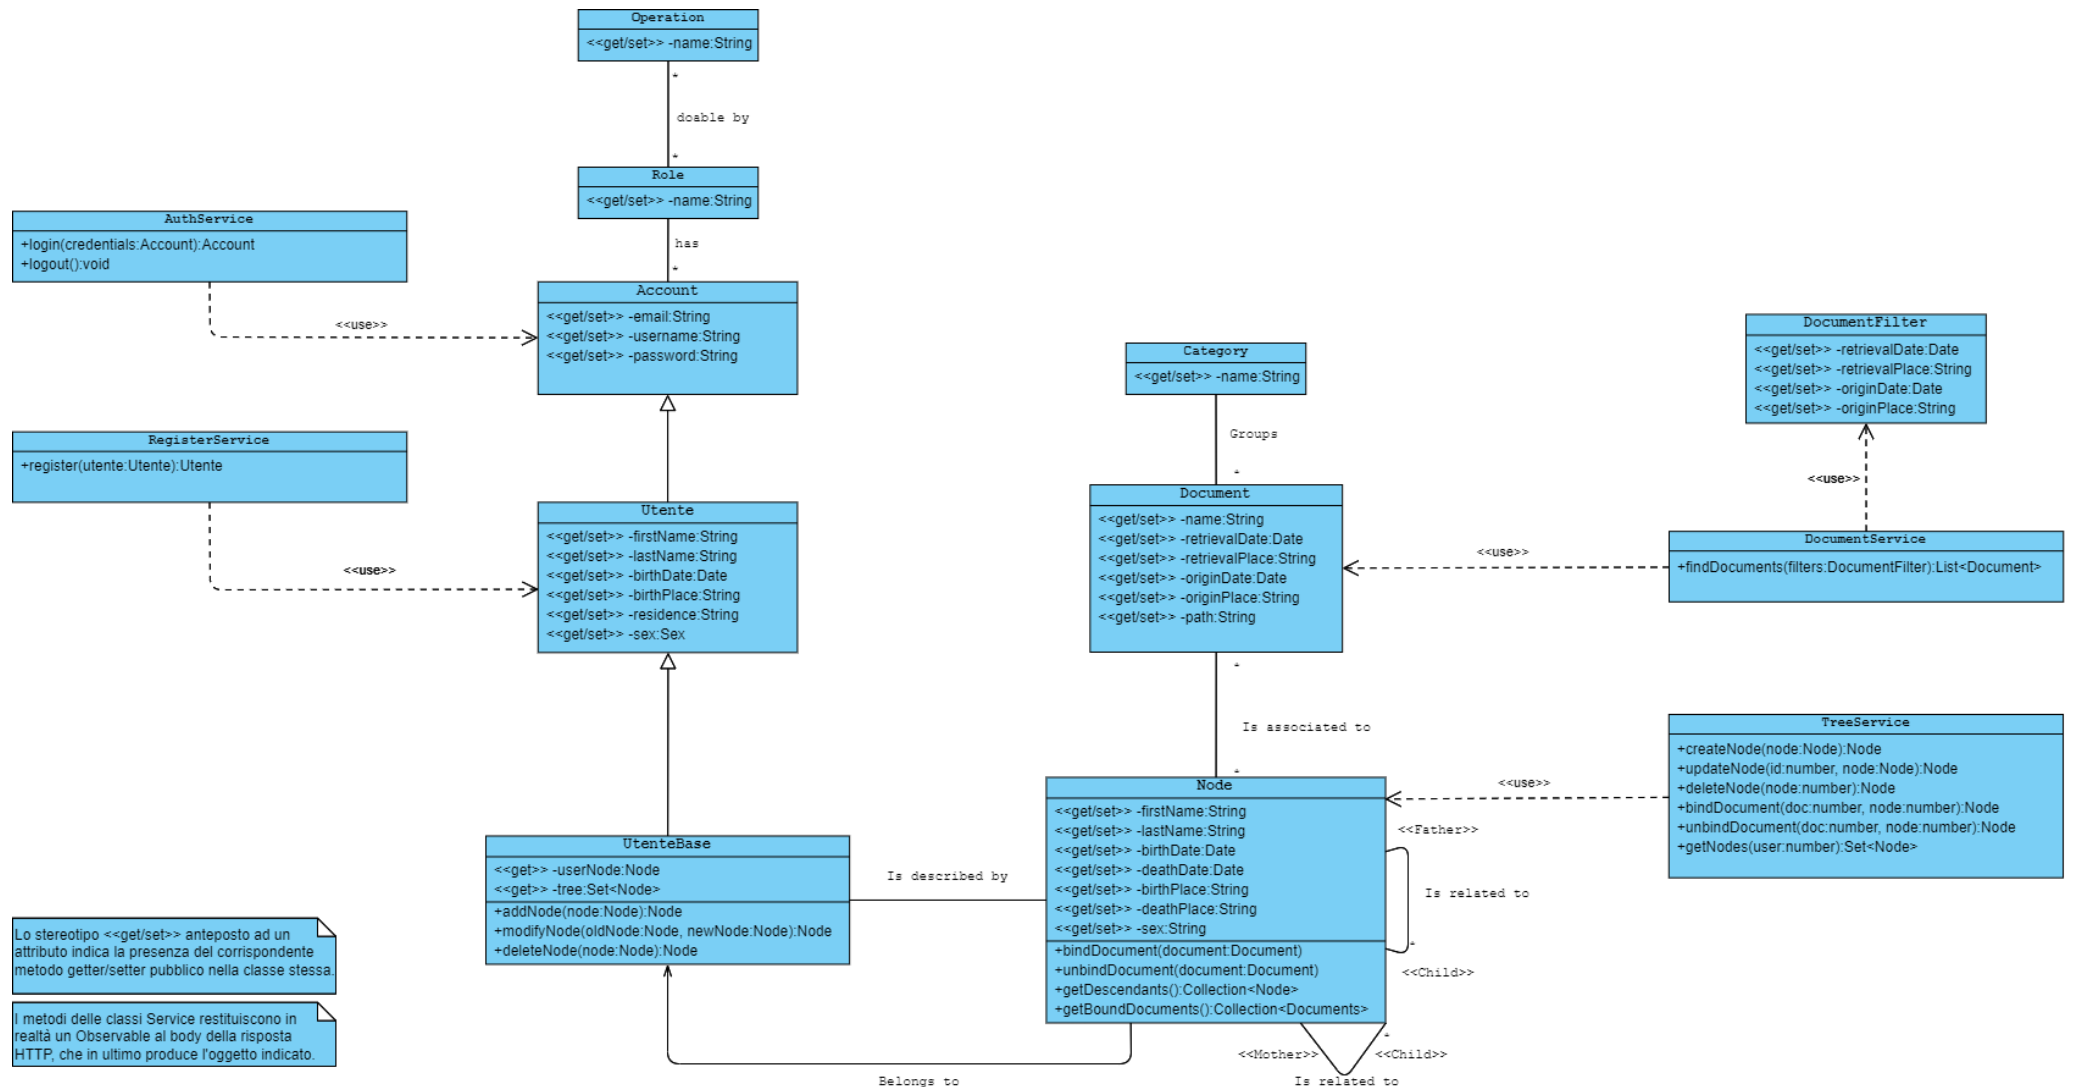 Operation
<<get/set>> -name:String
*
doable by
*
Role
<<get/set>> -name:String
has
*
AuthService
+login(credentials:Account):Account
+logout():void
<<use>>
Account
<<get/set>> -email:String
<<get/set>> -username:String
<<get/set>> -password:String
RegisterService
+register(utente:Utente):Utente
<<use>>
Utente
<<get/set>> -firstName:String
<<get/set>> -lastName:String
<<get/set>> -birthDate:Date
<<get/set>> -birthPlace:String
<<get/set>> -residence:String
<<get/set>> -sex:Sex
UtenteBase
<<get>> -userNode:Node
<<get>> -tree:Set<Node>
+addNode(node:Node):Node
+modifyNode(oldNode:Node, newNode:Node):Node
+deleteNode(node:Node):Node
Is described by
Belongs to
Category
<<get/set>> -name:String
Groups
*
Document
<<get/set>> -name:String
<<get/set>> -retrievalDate:Date
<<get/set>> -retrievalPlace:String
<<get/set>> -originDate:Date
<<get/set>> -originPlace:String
<<get/set>> -path:String
*
Is associated to
*
Node
<<get/set>> -firstName:String
<<get/set>> -lastName:String
<<get/set>> -birthDate:Date
<<get/set>> -deathDate:Date
<<get/set>> -birthPlace:String
<<get/set>> -deathPlace:String
<<get/set>> -sex:String
+bindDocument(document:Document)
+unbindDocument(document:Document)
+getDescendants():Collection<Node>
+getBoundDocuments():Collection<Documents>
<<Father>>
Is related to
*
<<Child>>
*
<<Mother>>
<<Child>>
Is related to
DocumentFilter
<<get/set>> -retrievalDate:Date
<<get/set>> -retrievalPlace:String
<<get/set>> -originDate:Date
<<get/set>> -originPlace:String
<<use>>
DocumentService
+findDocuments(filters:DocumentFilter):List<Document>
<<use>>
TreeService
+createNode(node:Node):Node
+updateNode(id:number, node:Node):Node
+deleteNode(node:number):Node
+bindDocument(doc:number, node:number):Node
+unbindDocument(doc:number, node:number):Node
+getNodes(user:number):Set<Node>
<<use>>
Lo stereotipo <<get/set>> anteposto ad un
attributo indica la presenza del corrispondente
metodo getter/setter pubblico nella classe stessa.
I metodi delle classi Service restituiscono in
realtà un Observable al body della risposta
HTTP, che in ultimo produce l'oggetto indicato.